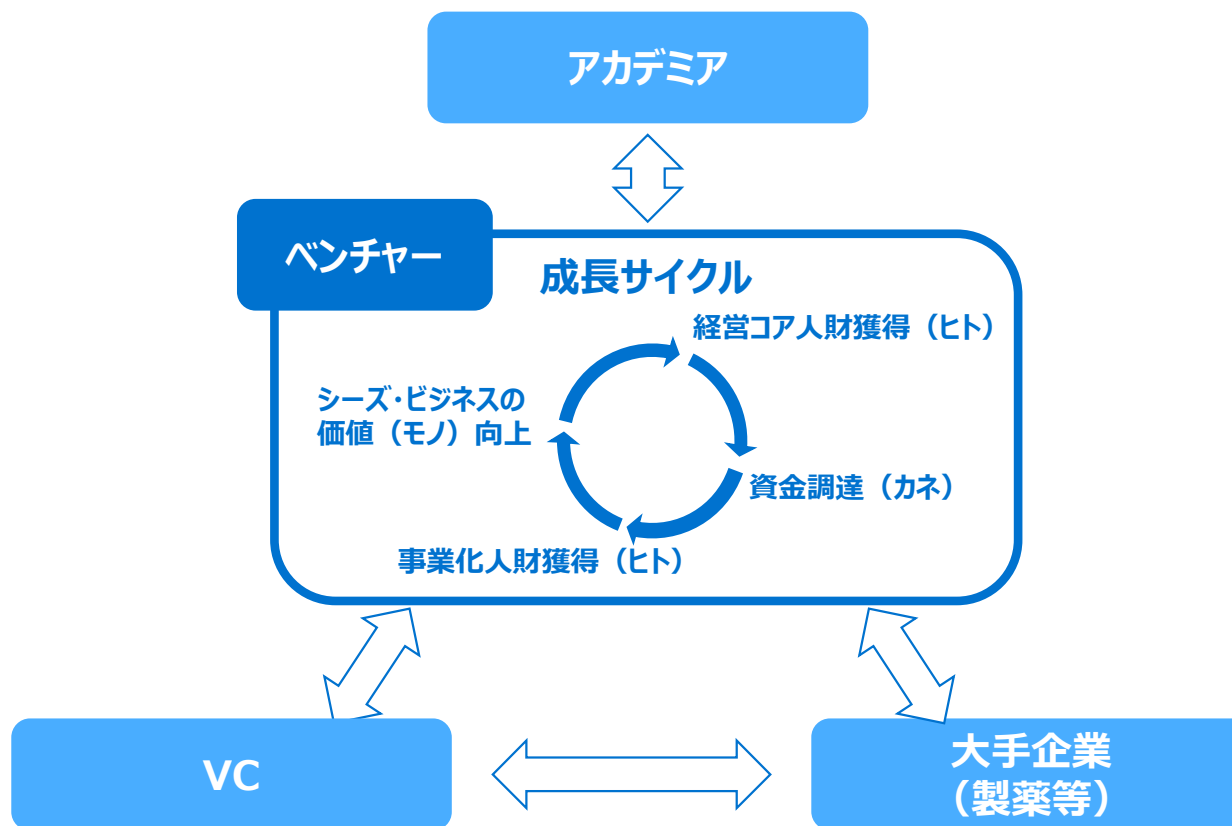 アカデミア
ベンチャー
成長サイクル
経営コア人財獲得（ヒト）
シーズ・ビジネスの
価値（モノ）向上
資金調達（カネ）
事業化人財獲得（ヒト）
VC
大手企業
（製薬等）